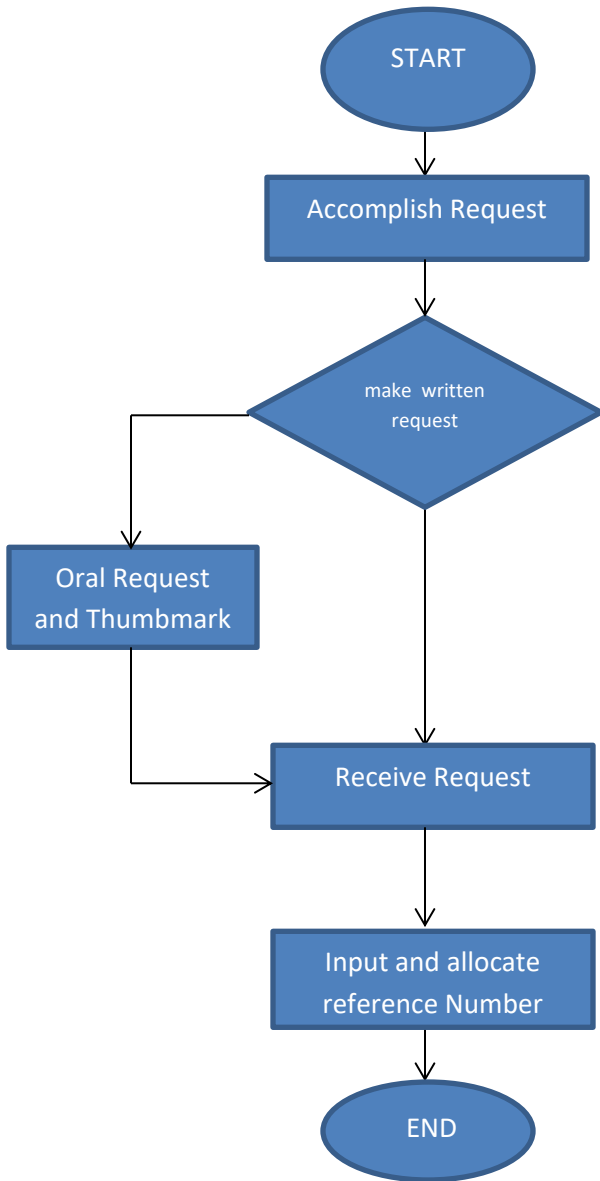 START
Accomplish Request
make written
request
Oral Request
and Thumbmark
Receive Request
Input and allocate
reference Number
END